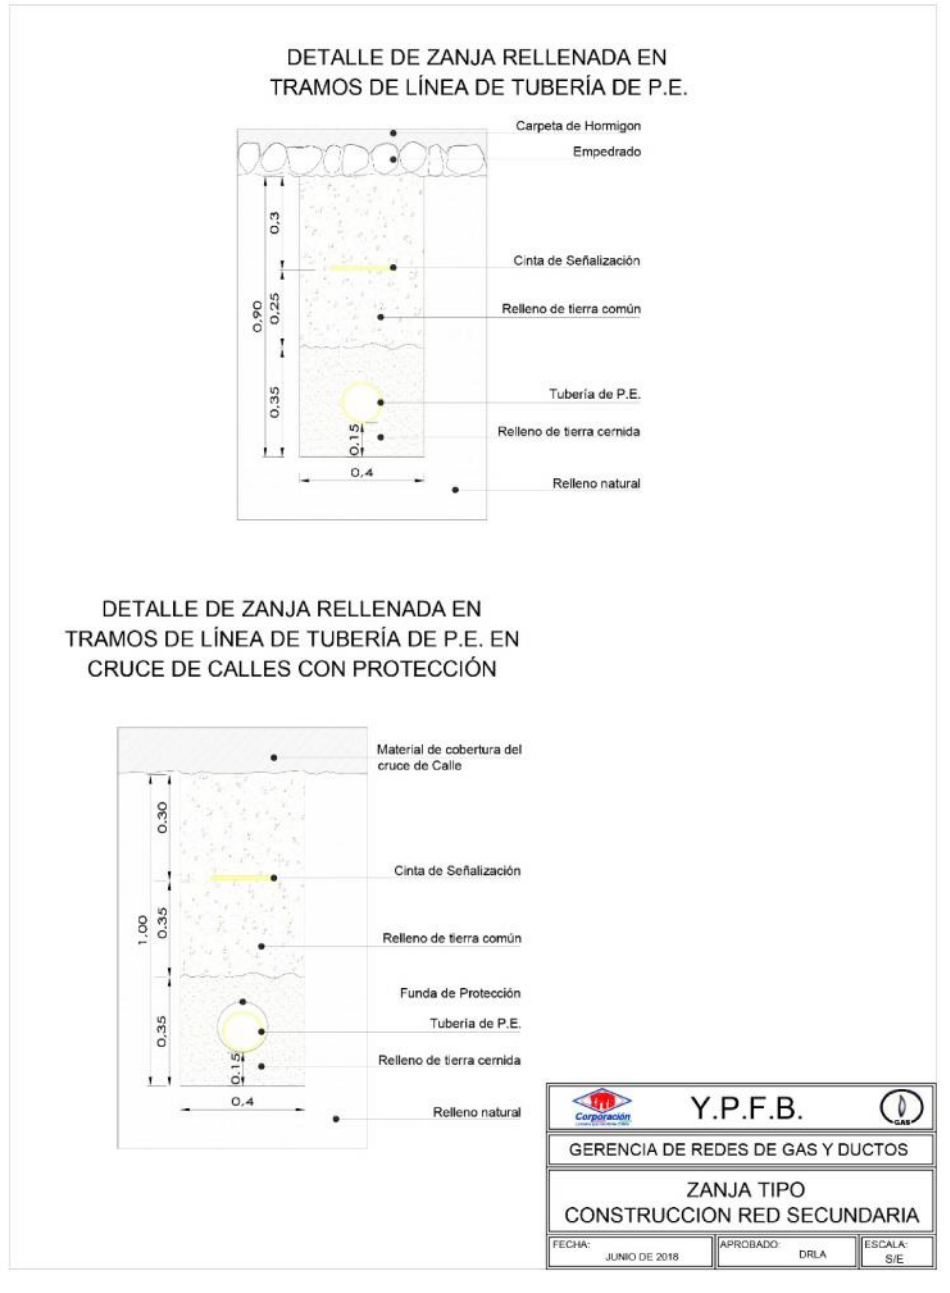 DETALLE DE ZANJA RELLENADA EN
TRAMOS DE LÍNEA DE TUBERÍA DE P.E.
Carpeta de Hormigon
Empedrado
0,3
Cinta de Señalización
0,25
0,90
Relleno de tierra común
0,35
Tubería de P.E.
0,15
Relleno de tierra cernida
0,4
Relleno natural
DETALLE DE ZANJA RELLENADA EN
TRAMOS DE LÍNEA DE TUBERÍA DE P.E. EN
CRUCE DE CALLES CON PROTECCIÓN
Material de cobertura del
cruce de Calle
0,30
Cinta de Señalización
0,35
1,00
Relleno de tierra común
Funda de Protección
0,35
Tubería de P.E.
0,15
Relleno de tierra cernida
0,4
Relleno natural
Corporación
Y.P.F.B.
GAS
GERENCIA DE REDES DE GAS Y DUCTOS
ZANJA TIPO
CONSTRUCCION RED SECUNDARIA
FECHA:
JUNIO DE 2018
APROBADO:
DRLA
ESCALA:
S/E